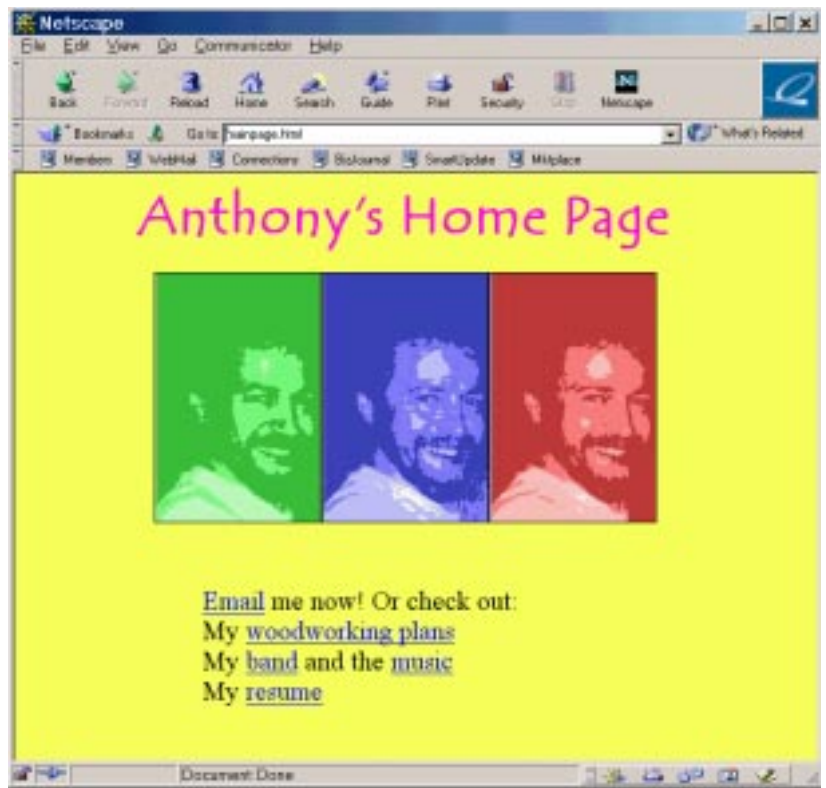 Netscape
File Edit View Go Communicator Help
Back Forward Reload Home Search Guide Print Security Stop Netscape
Bookmarks Go to: mainpage.html What's Related
Members WebMail Connections BizJournal SmartUpdate Mktplace
Anthony's Home Page
Email me now! Or check out:
My woodworking plans
My band and the music
My resume
Document: Done